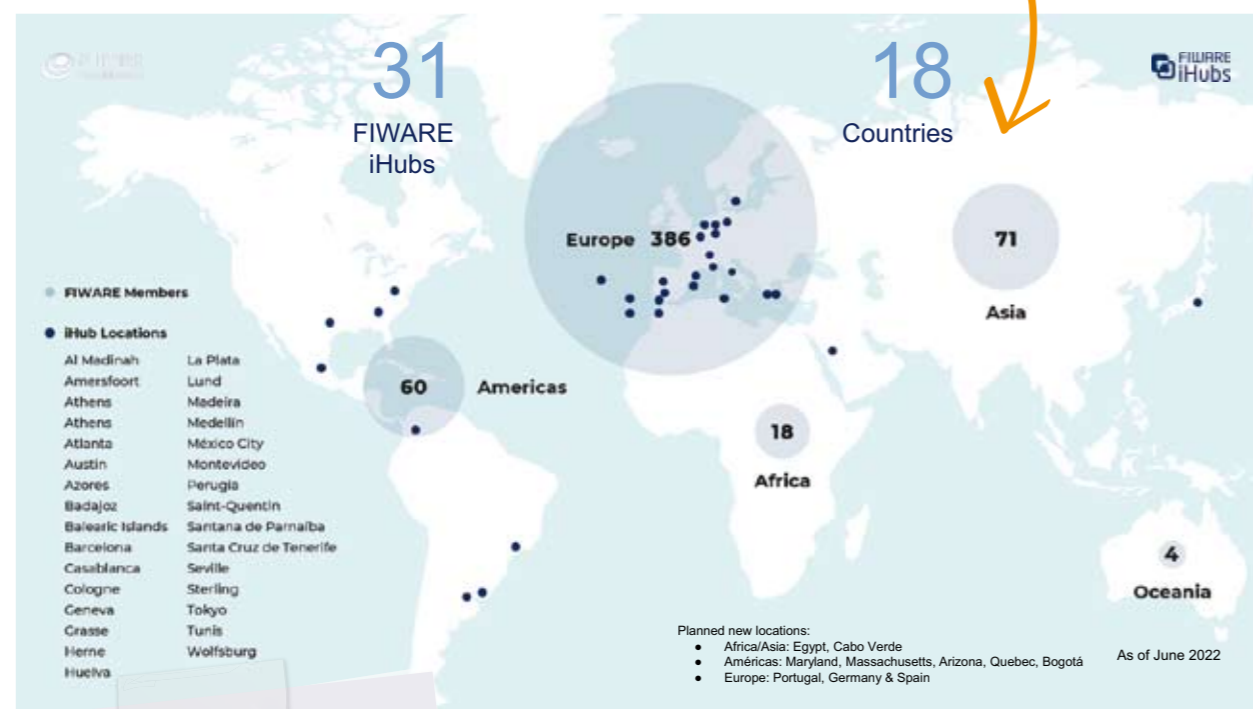 31
FIWARE
iHubs
18
Countries
FIWARE
iHubs
Europe 386
71
Asia
FIWARE Members
iHub Locations
Al Madinah
Amersfoort
Athens
Athens
Atlanta
Austin
Azores
Badajoz
Balearic Islands
Barcelona
Casablanca
Cologne
Geneva
Grasse
Herne
Huelva
La Plata
Lund
Madeira
Medellín
México City
Montevideo
Perugia
Saint-Quentin
Santana de Parnaíba
Santa Cruz de Tenerife
Seville
Sterling
Tokyo
Tunis
Wolfsburg
60 Americas
18
Africa
4
Oceania
Planned new locations:
● Africa/Asia: Egypt, Cabo Verde
● Américas: Maryland, Massachusetts, Arizona, Quebec, Bogotá
● Europe: Portugal, Germany & Spain
As of June 2022